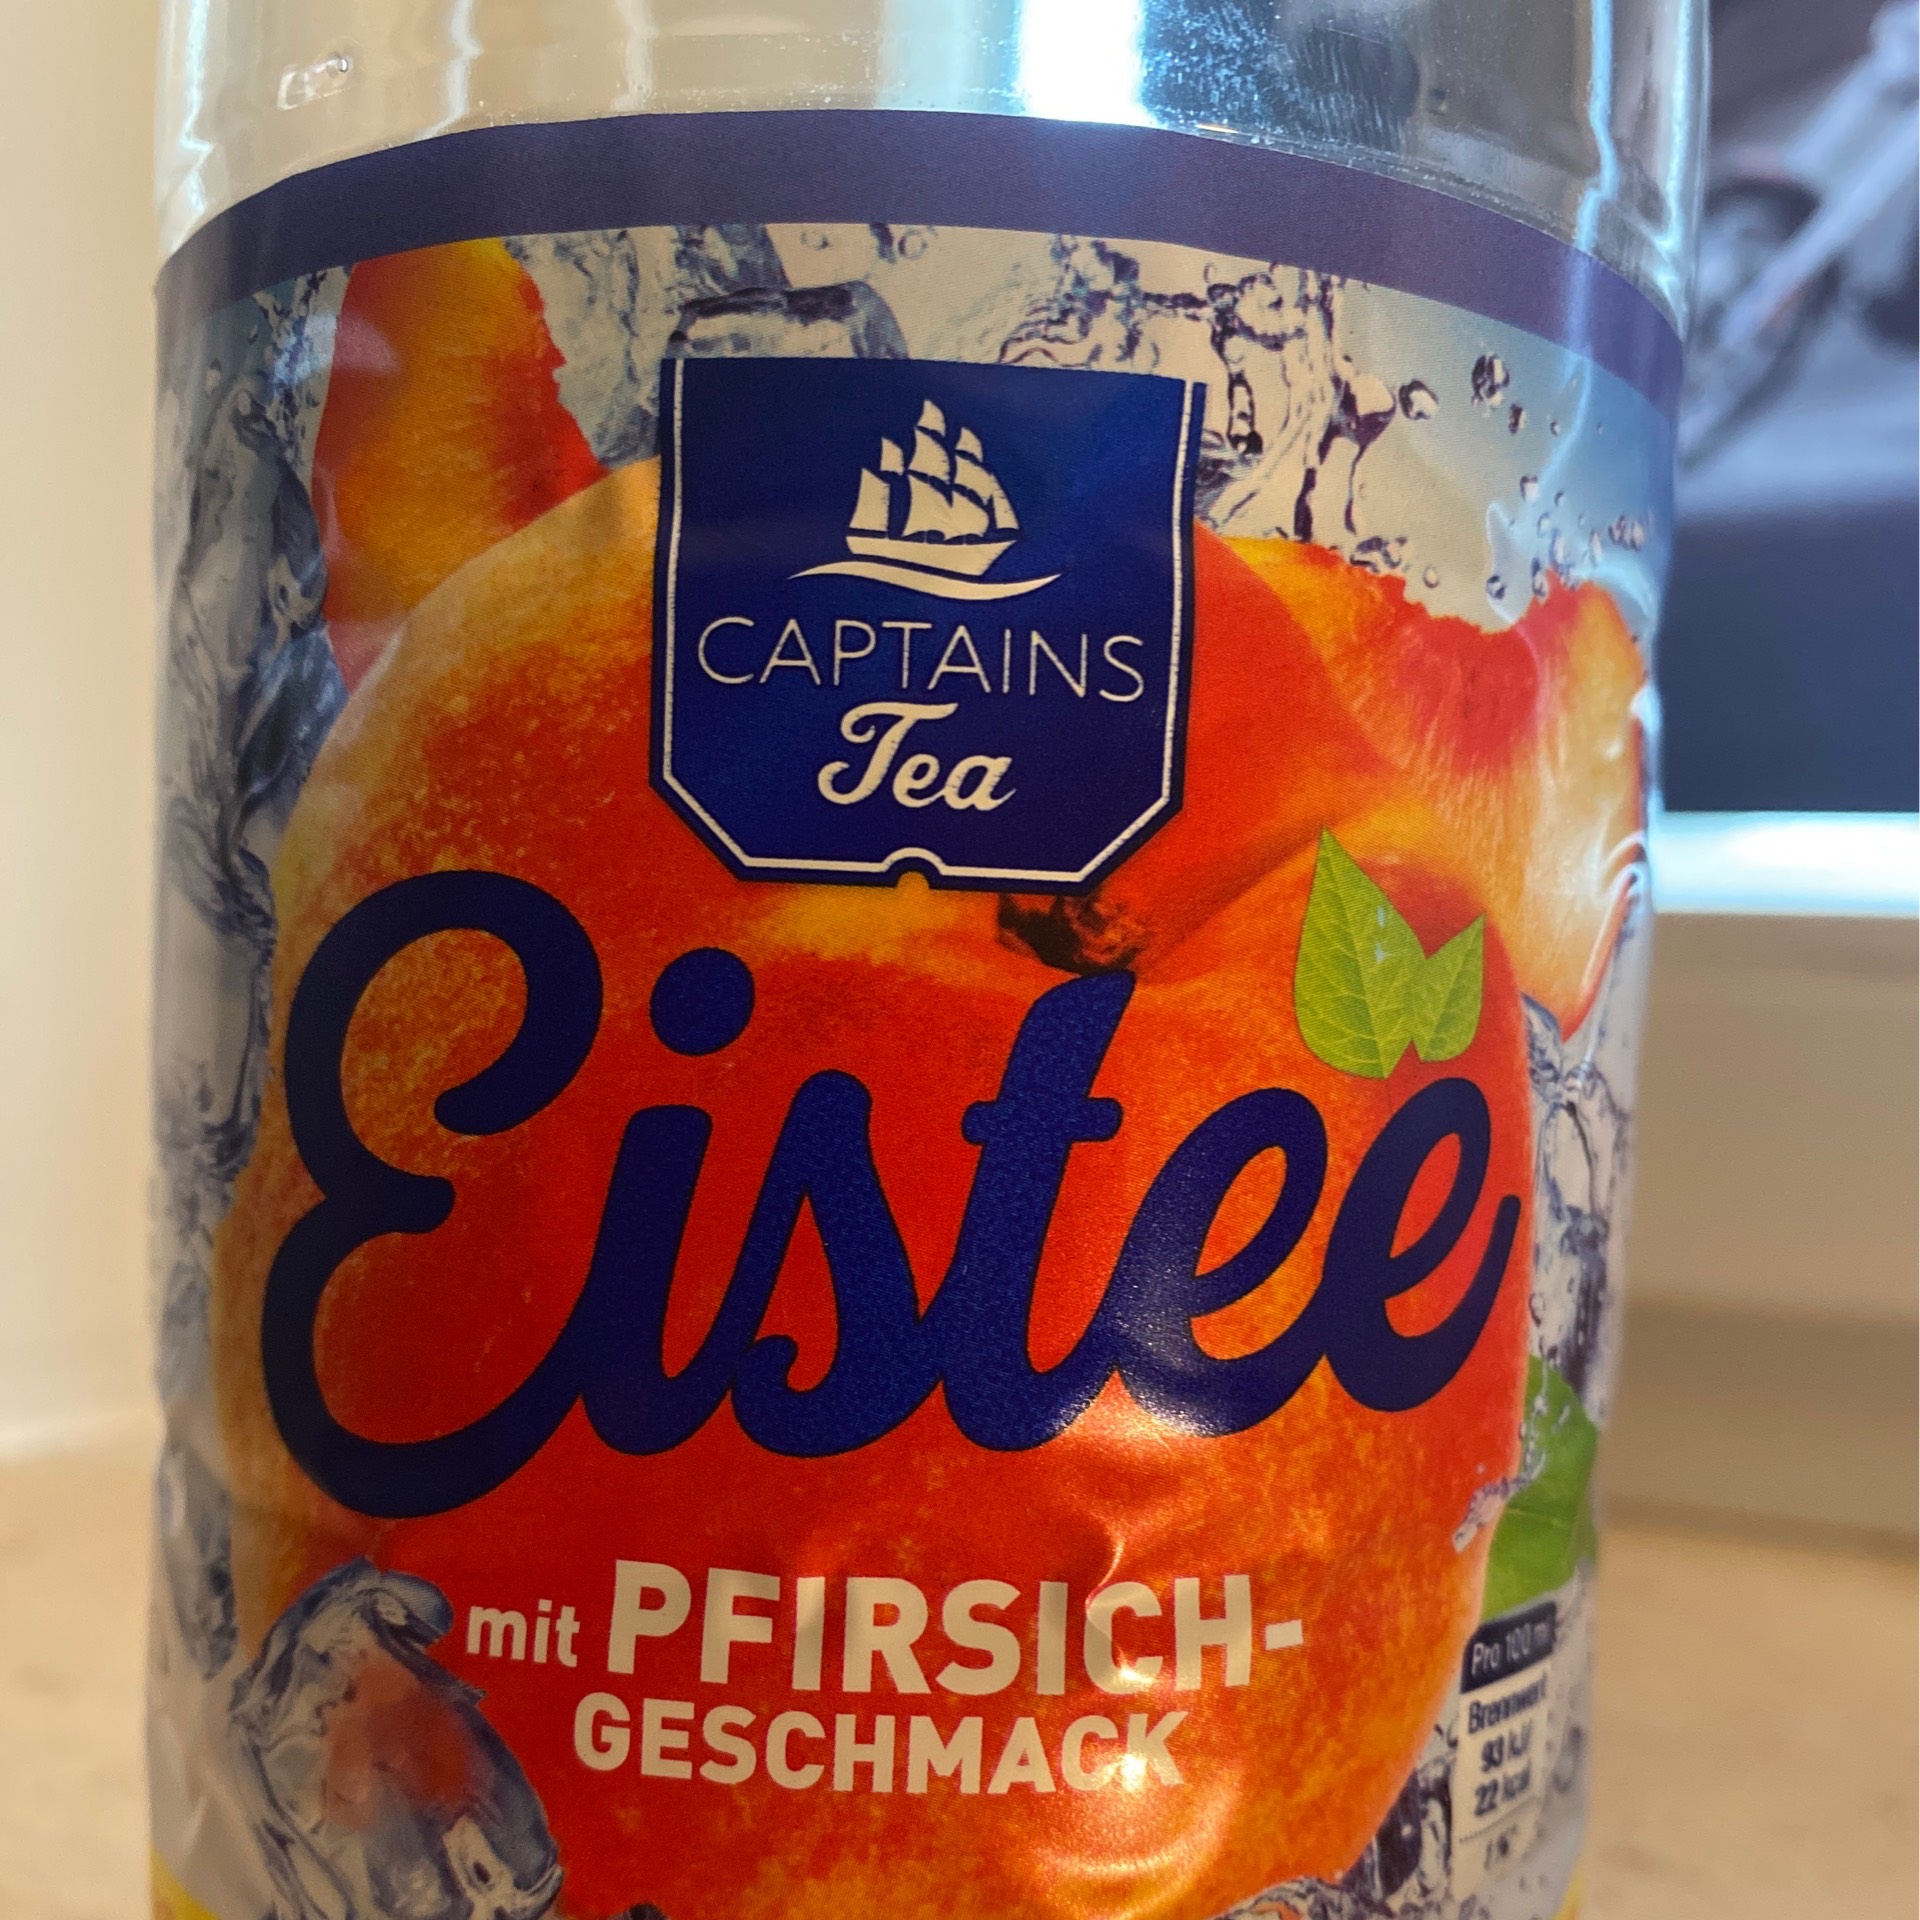 CAPTAINS
Tea
Eistee
mit PFIRSICH-
GESCHMACK
Pro 100 ml
Brennwert
93 kJ/
22 kcal